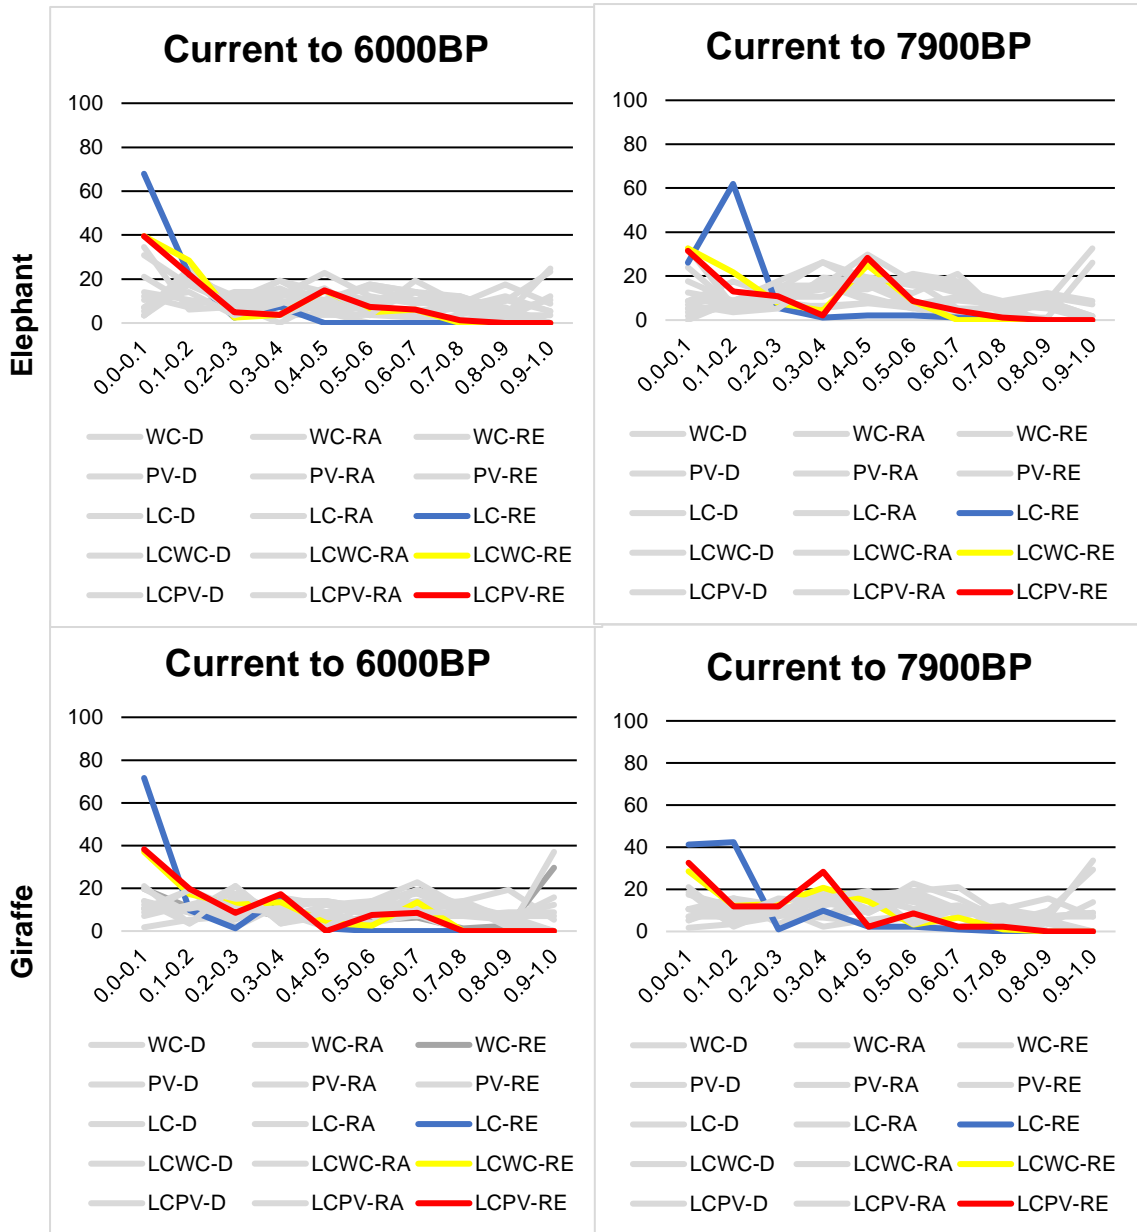 Elephant
Current to 6000BP
100
80
60
40
20
0
0.0-0.1 0.1-0.2 0.2-0.3 0.3-0.4 0.4-0.5 0.5-0.6 0.6-0.7 0.7-0.8 0.8-0.9 0.9-1.0
WC-D WC-RA WC-RE
PV-D PV-RA PV-RE
LC-D LC-RA LC-RE
LCWC-D LCWC-RA LCWC-RE
LCPV-D LCPV-RA LCPV-RE
Current to 7900BP
100
80
60
40
20
0
0.0-0.1 0.1-0.2 0.2-0.3 0.3-0.4 0.4-0.5 0.5-0.6 0.6-0.7 0.7-0.8 0.8-0.9 0.9-1.0
WC-D WC-RA WC-RE
PV-D PV-RA PV-RE
LC-D LC-RA LC-RE
LCWC-D LCWC-RA LCWC-RE
LCPV-D LCPV-RA LCPV-RE
Giraffe
Current to 6000BP
100
80
60
40
20
0
0.0-0.1 0.1-0.2 0.2-0.3 0.3-0.4 0.4-0.5 0.5-0.6 0.6-0.7 0.7-0.8 0.8-0.9 0.9-1.0
WC-D WC-RA WC-RE
PV-D PV-RA PV-RE
LC-D LC-RA LC-RE
LCWC-D LCWC-RA LCWC-RE
LCPV-D LCPV-RA LCPV-RE
Current to 7900BP
100
80
60
40
20
0
0.0-0.1 0.1-0.2 0.2-0.3 0.3-0.4 0.4-0.5 0.5-0.6 0.6-0.7 0.7-0.8 0.8-0.9 0.9-1.0
WC-D WC-RA WC-RE
PV-D PV-RA PV-RE
LC-D LC-RA LC-RE
LCWC-D LCWC-RA LCWC-RE
LCPV-D LCPV-RA LCPV-RE